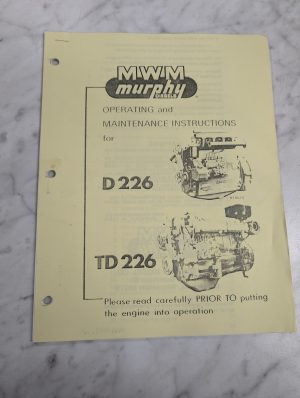 MWM
murphy
DIESEL
OPERATING and
MAINTENANCE INSTRUCTIONS
for
D 226
TD 226
Please read carefully PRIOR TO putting
the engine into operation